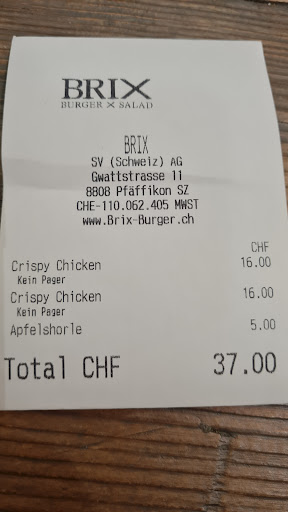 BRIX
BURGER X SALAD
BRIX
SV (Schweiz) AG
Gwattstrasse 11
8808 Pfäffikon SZ
CHE-110.062.405 MWST
www.Brix-Burger.ch
CHF
Crispy Chicken 16.00
Kein Pager
Crispy Chicken 16.00
Kein Pager
Apfelshorle 5.00
Total CHF 37.00